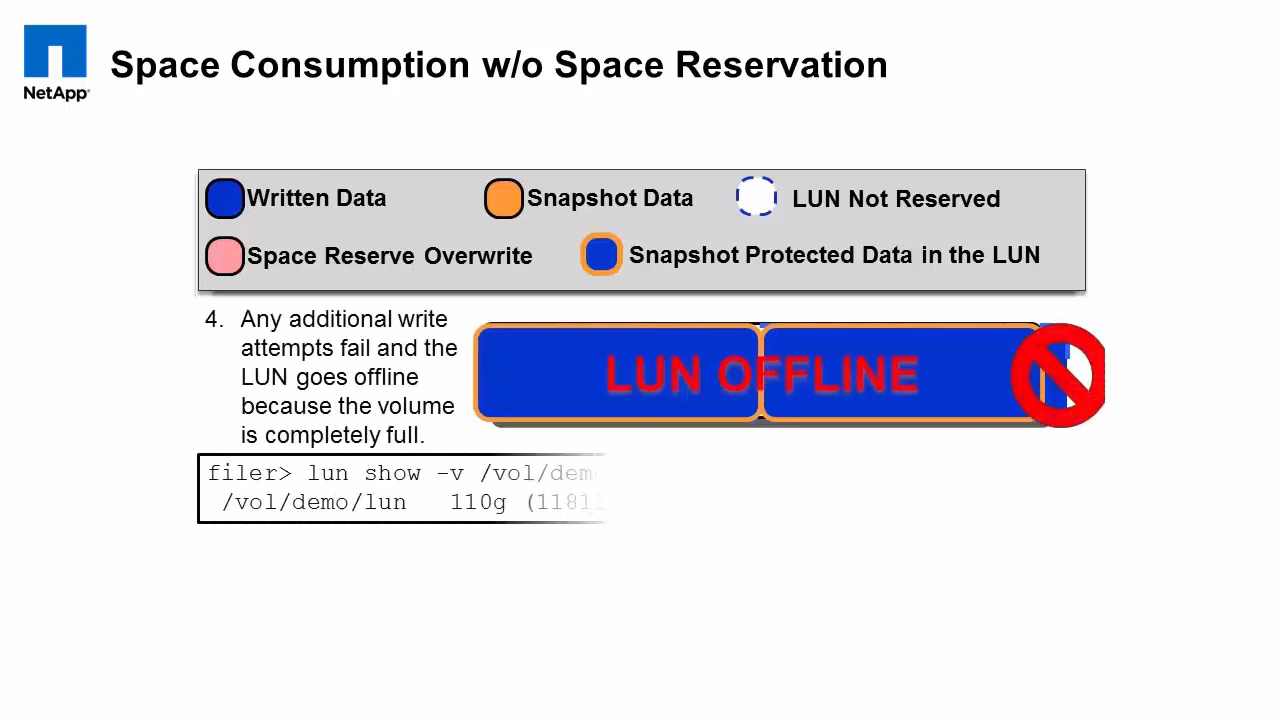 NetApp
Space Consumption w/o Space Reservation
Written Data
Snapshot Data
LUN Not Reserved
Space Reserve Overwrite
Snapshot Protected Data in the LUN
4. Any additional write
attempts fail and the
LUN goes offline
because the volume
is completely full.
LUN OFFLINE
filer> lun show -v
/vol/demo/lun 110g